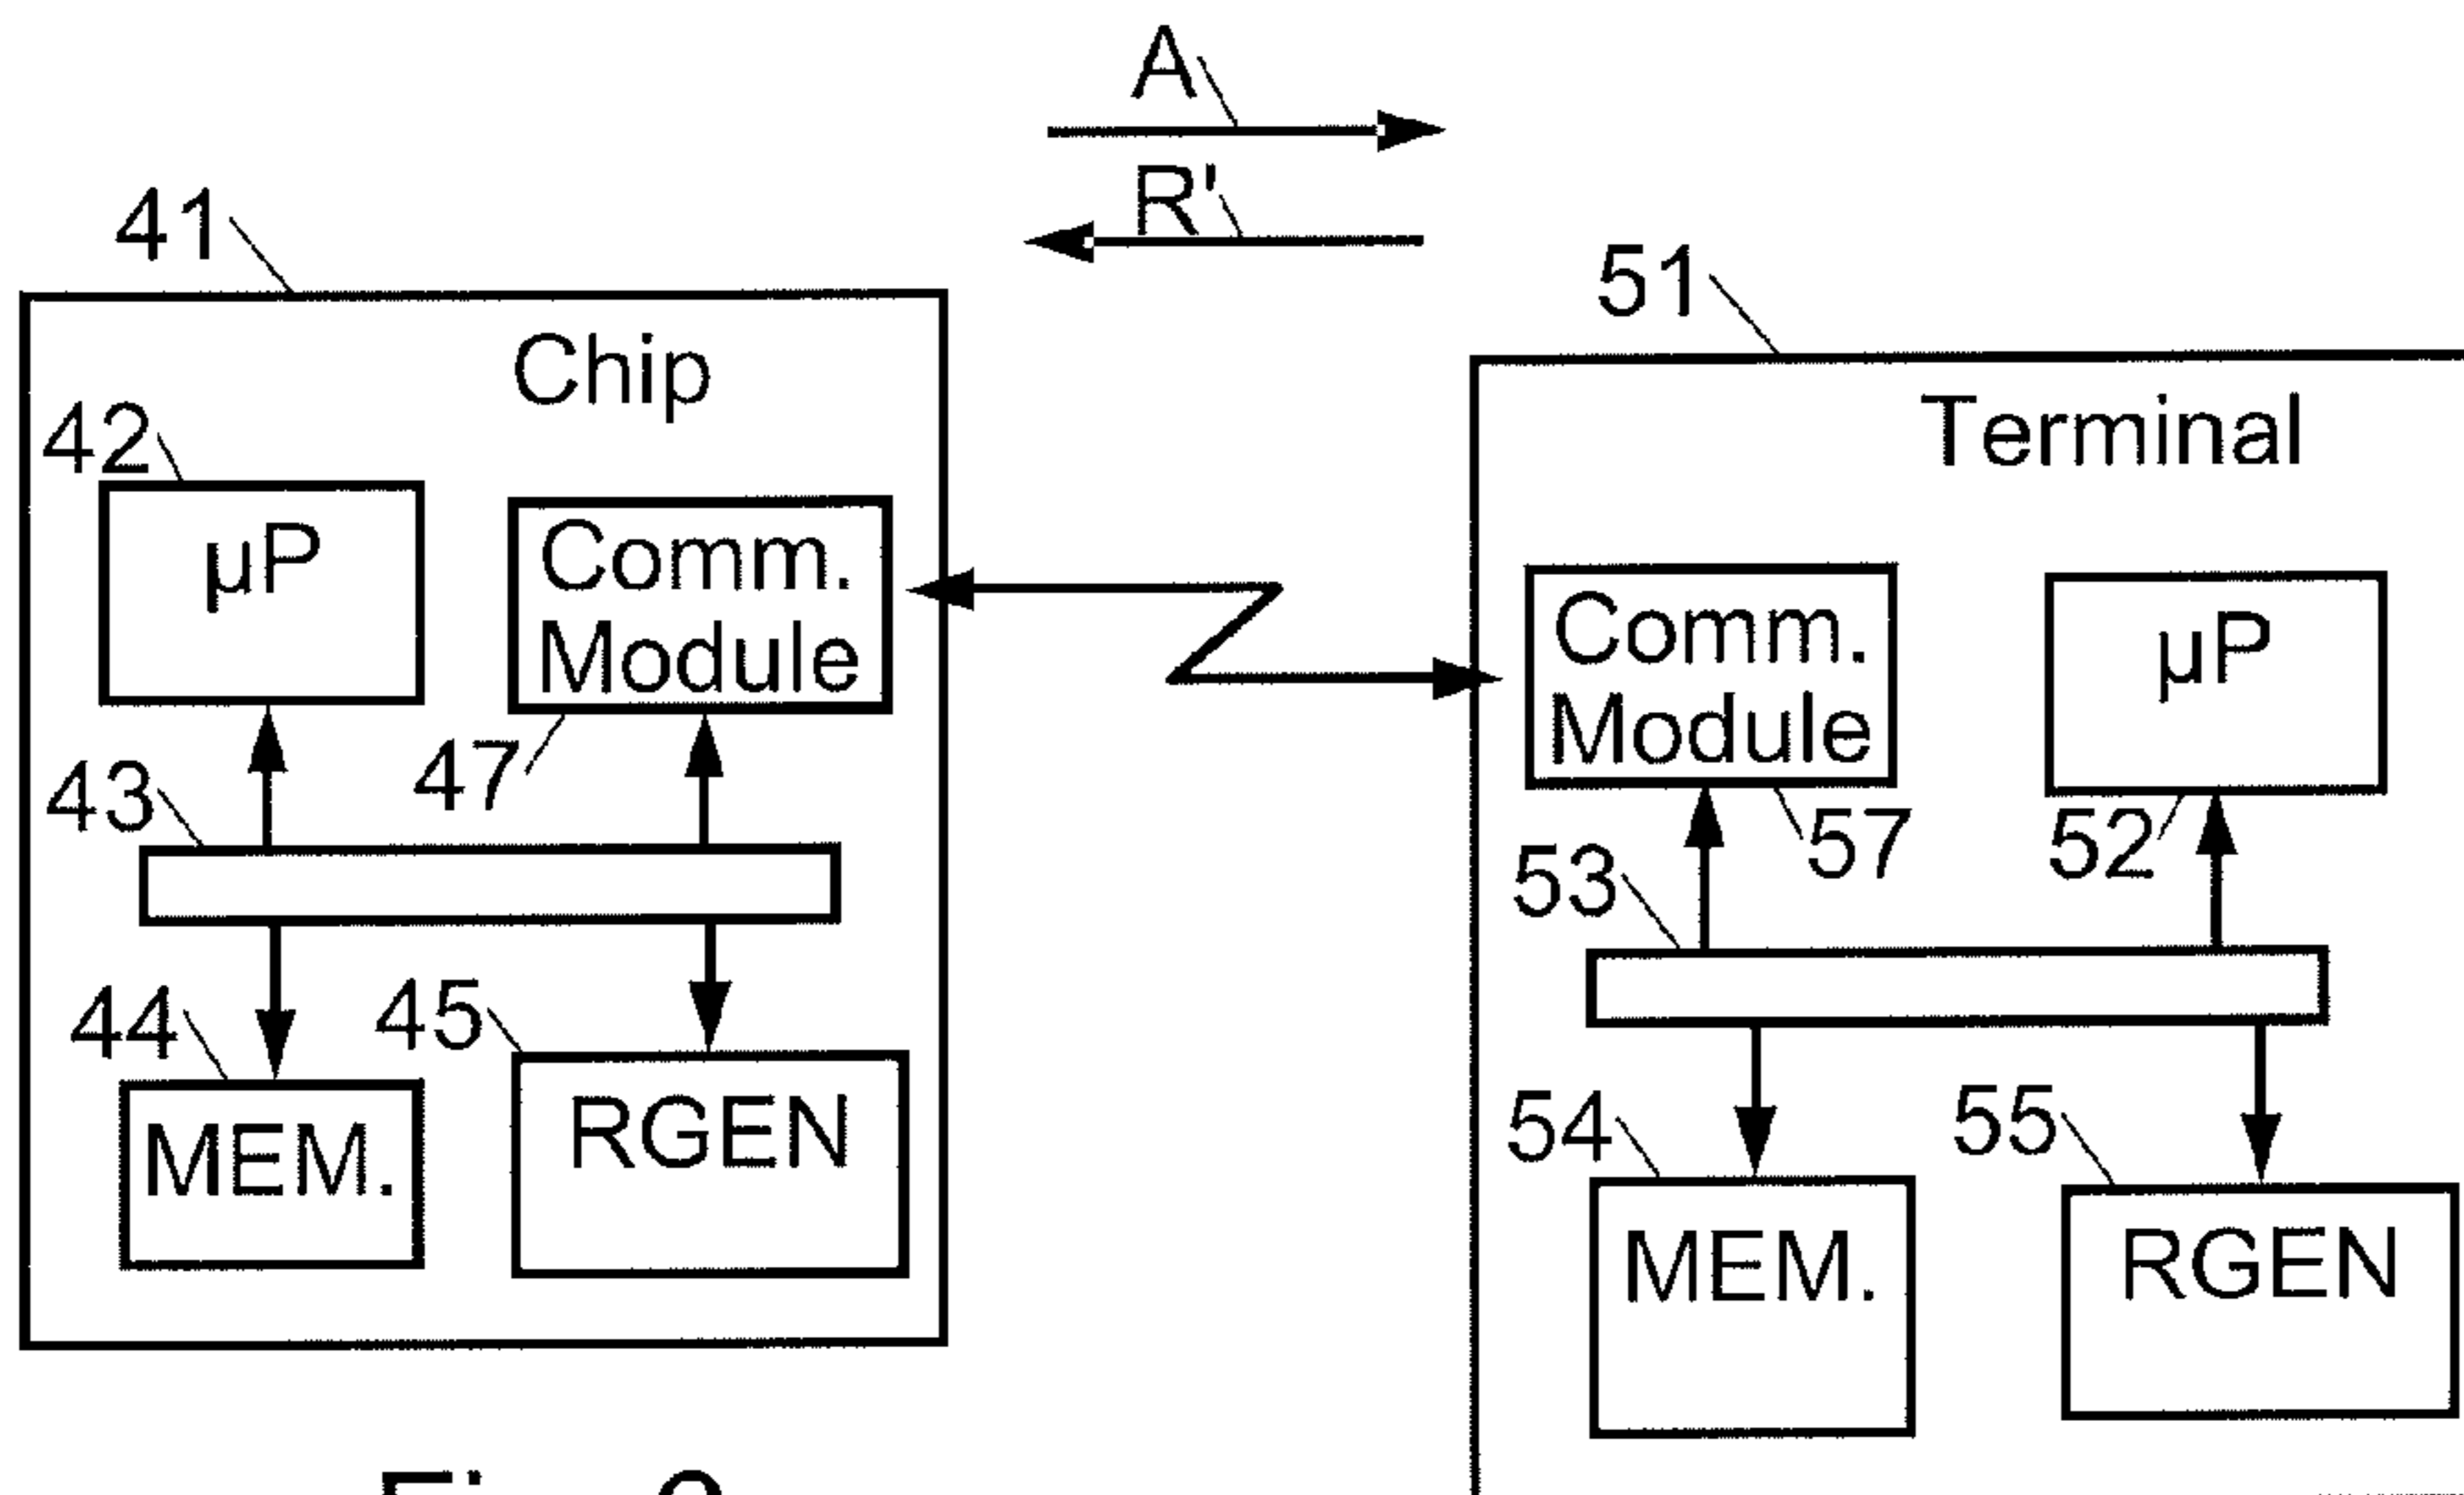 A
R'
41
51
Chip
Terminal
42
µP
Comm.
Module
Comm.
Module
µP
47
43
57
52
53
44
45
MEM.
RGEN
54
55
MEM.
RGEN